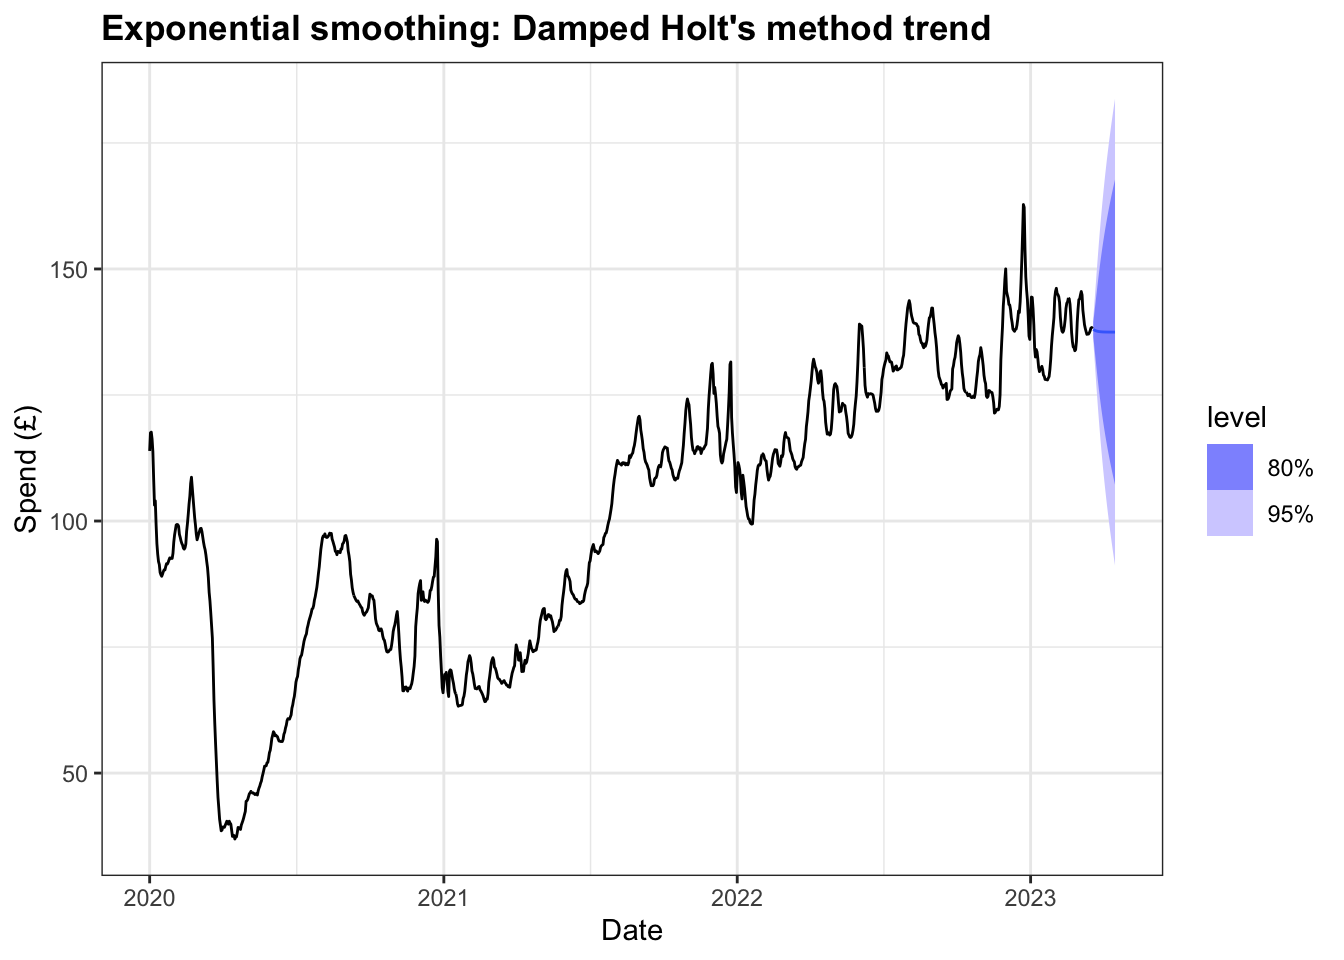 Exponential smoothing: Damped Holt's method trend
Spend (£)
150
100
50
2020
2021
2022
2023
Date
level
80%
95%